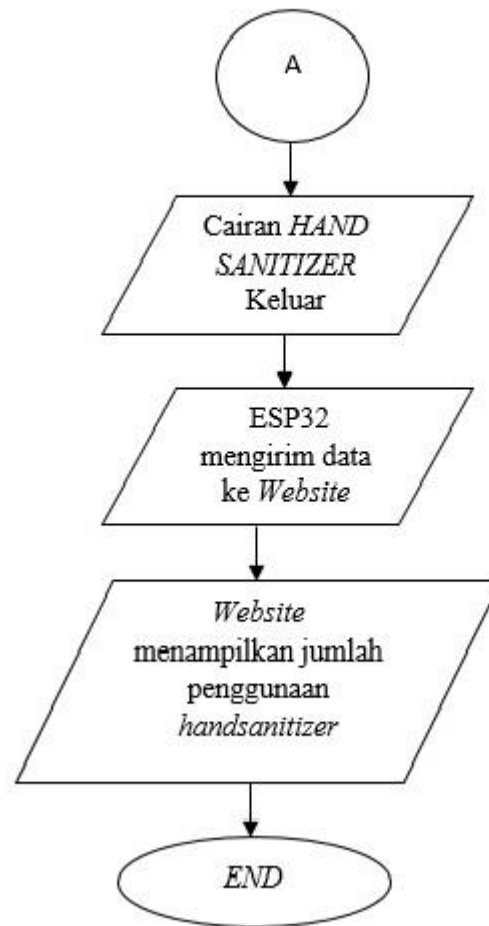 A
Cairan HAND
SANITIZER
Keluar
ESP32
mengirim data
ke Website
Website
menampilkan jumlah
penggunaan
handsanitizer
END